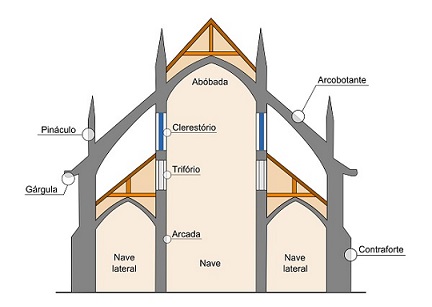 Abóbada
Arcobotante
Pináculo
Clerestório
Trifório
Gárgula
Arcada
Contraforte
Nave
lateral
Nave
Nave
lateral